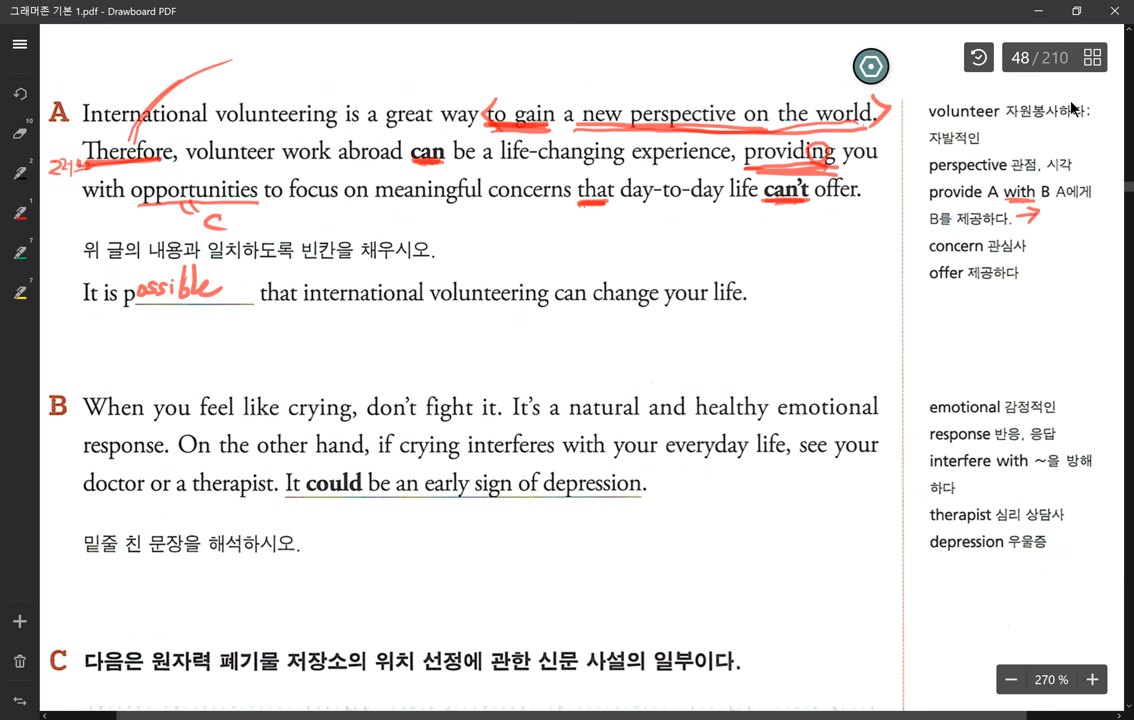 그래머존 기본 1.pdf - Drawboard PDF
48 / 210
A International volunteering is a great way to gain a new perspective on the world.
Therefore, volunteer work abroad can be a life-changing experience, providing you
with opportunities to focus on meaningful concerns that day-to-day life can't offer.
C
위 글의 내용과 일치하도록 빈칸을 채우시오.
It is possible that international volunteering can change your life.
volunteer 자원봉사하다;
자발적인
perspective 관점, 시각
provide A with B A에게
B를 제공하다.
concern 관심사
offer 제공하다
B When you feel like crying, don't fight it. It's a natural and healthy emotional
response. On the other hand, if crying interferes with your everyday life, see your
doctor or a therapist. It could be an early sign of depression.
밑줄 친 문장을 해석하시오.
emotional 감정적인
response 반응, 응답
interfere with ~을 방해
하다
therapist 심리 상담사
depression 우울증
C 다음은 원자력 폐기물 저장소의 위치 선정에 관한 신문 사설의 일부이다.
10
2
1
7
7
270 %